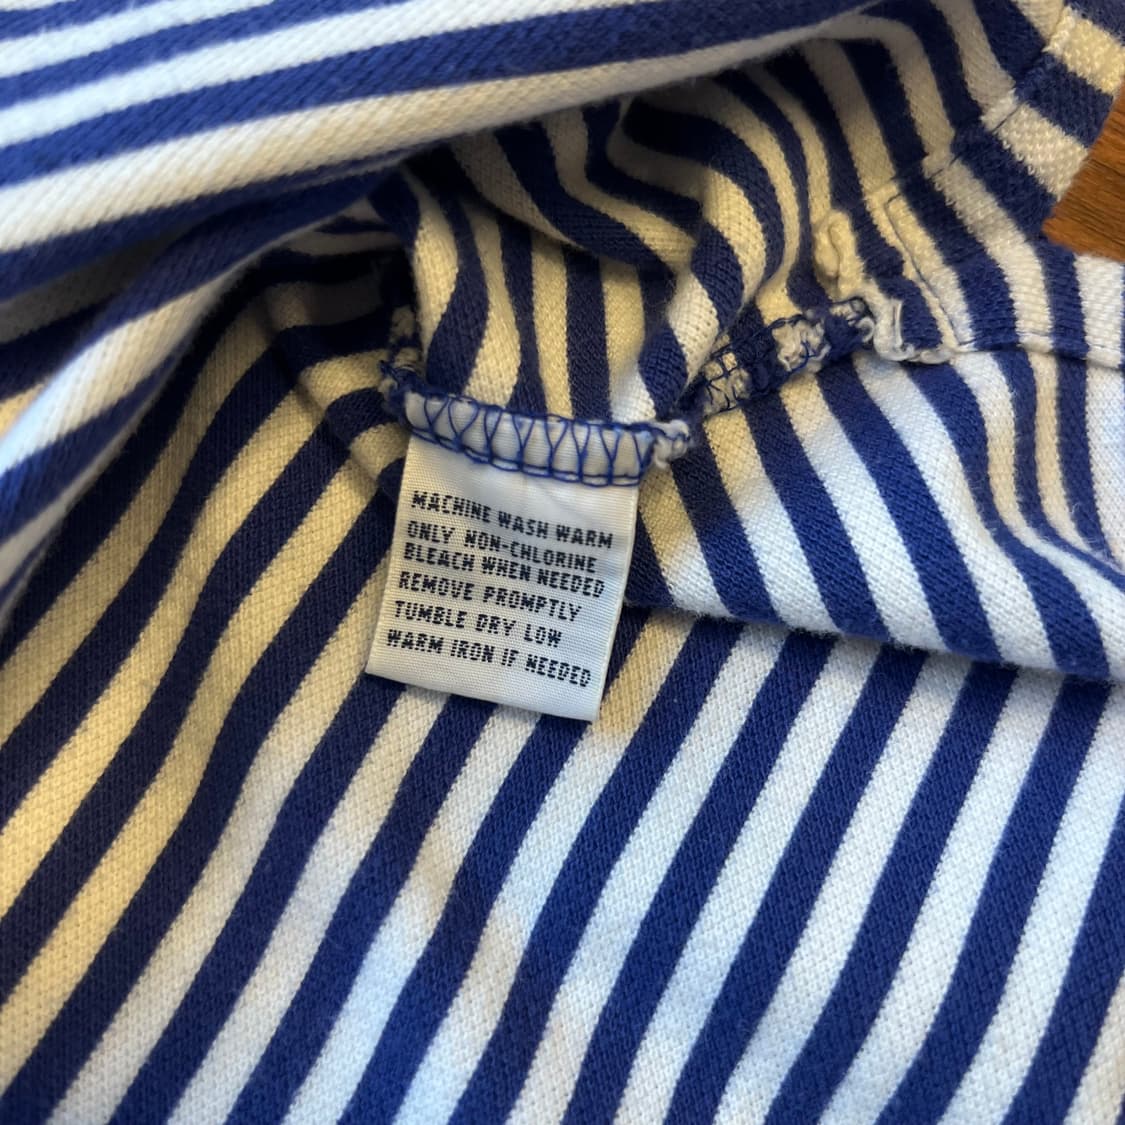 MACHINE WASH WARM
ONLY NON-CHLORINE
BLEACH WHEN NEEDED
REMOVE PROMPTLY
TUMBLE DRY LOW
WARM IRON IF NEEDED